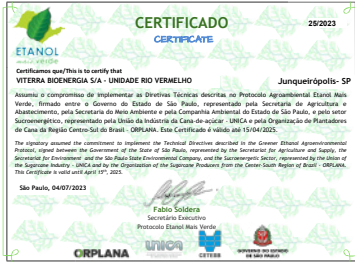 CERTIFICADO
25/2023
CERTIFICATE
ETANOL
mais verde
Certificamos que/This is to certify that
VITERRA BIOENERGIA S/A - UNIDADE RIO VERMELHO
Junqueirópolis- SP
Assumiu o compromisso de implementar as Diretivas Técnicas descritas no Protocolo Agroambiental Etanol Mais
Verde, firmado entre o Governo do Estado de São Paulo, representado pela Secretaria de Agricultura e
Abastecimento, pela Secretaria do Meio Ambiente e pela Companhia Ambiental do Estado de São Paulo, e pelo setor
Sucroenergético, representado pela União da Indústria da Cana-de-açúcar - UNICA e pela Organização de Plantadores
de Cana da Região Centro-Sul do Brasil - ORPLANA. Este Certificado é válido até 15/04/2025.
The signatory assumed the commitment to implement the Technical Directives described in the Greener Ethanol Agroenvironmental
Protocol, signed between the Government of the State of São Paulo, represented by the Secretariat for Agriculture and Supply, the
Secretariat for Environment and the São Paulo State Environmental Company, and the Sucroenergetic Sector, represented by the Union of
the Sugarcane Industry - UNICA and by the Organization of the Sugarcane Producers from the Center-South Region of Brazil - ORPLANA.
This Certificate is valid until April 15th, 2025.
São Paulo, 04/07/2023
Fabio Soldera
Secretário Executivo
Protocolo Etanol Mais Verde
ORPLANA
unica
CETESB
GOVERNO DO ESTADO
DE SÃO PAULO